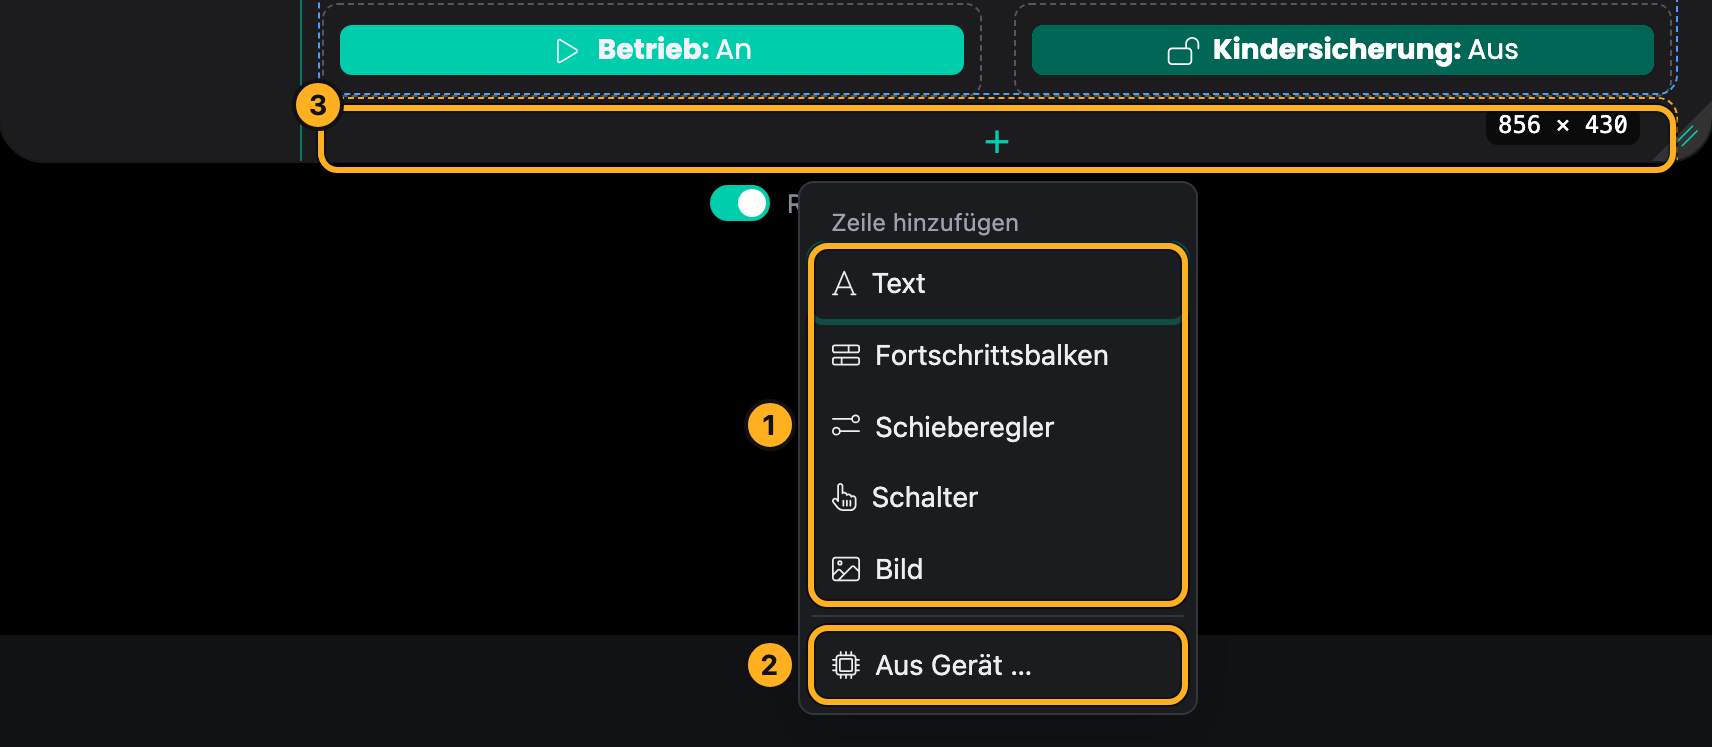 Betrieb: An
Kindersicherung: Aus
3
856 × 430
+
R
Zeile hinzufügen
Text
Fortschrittsbalken
1
Schieberegler
Schalter
Bild
2
Aus Gerät ...